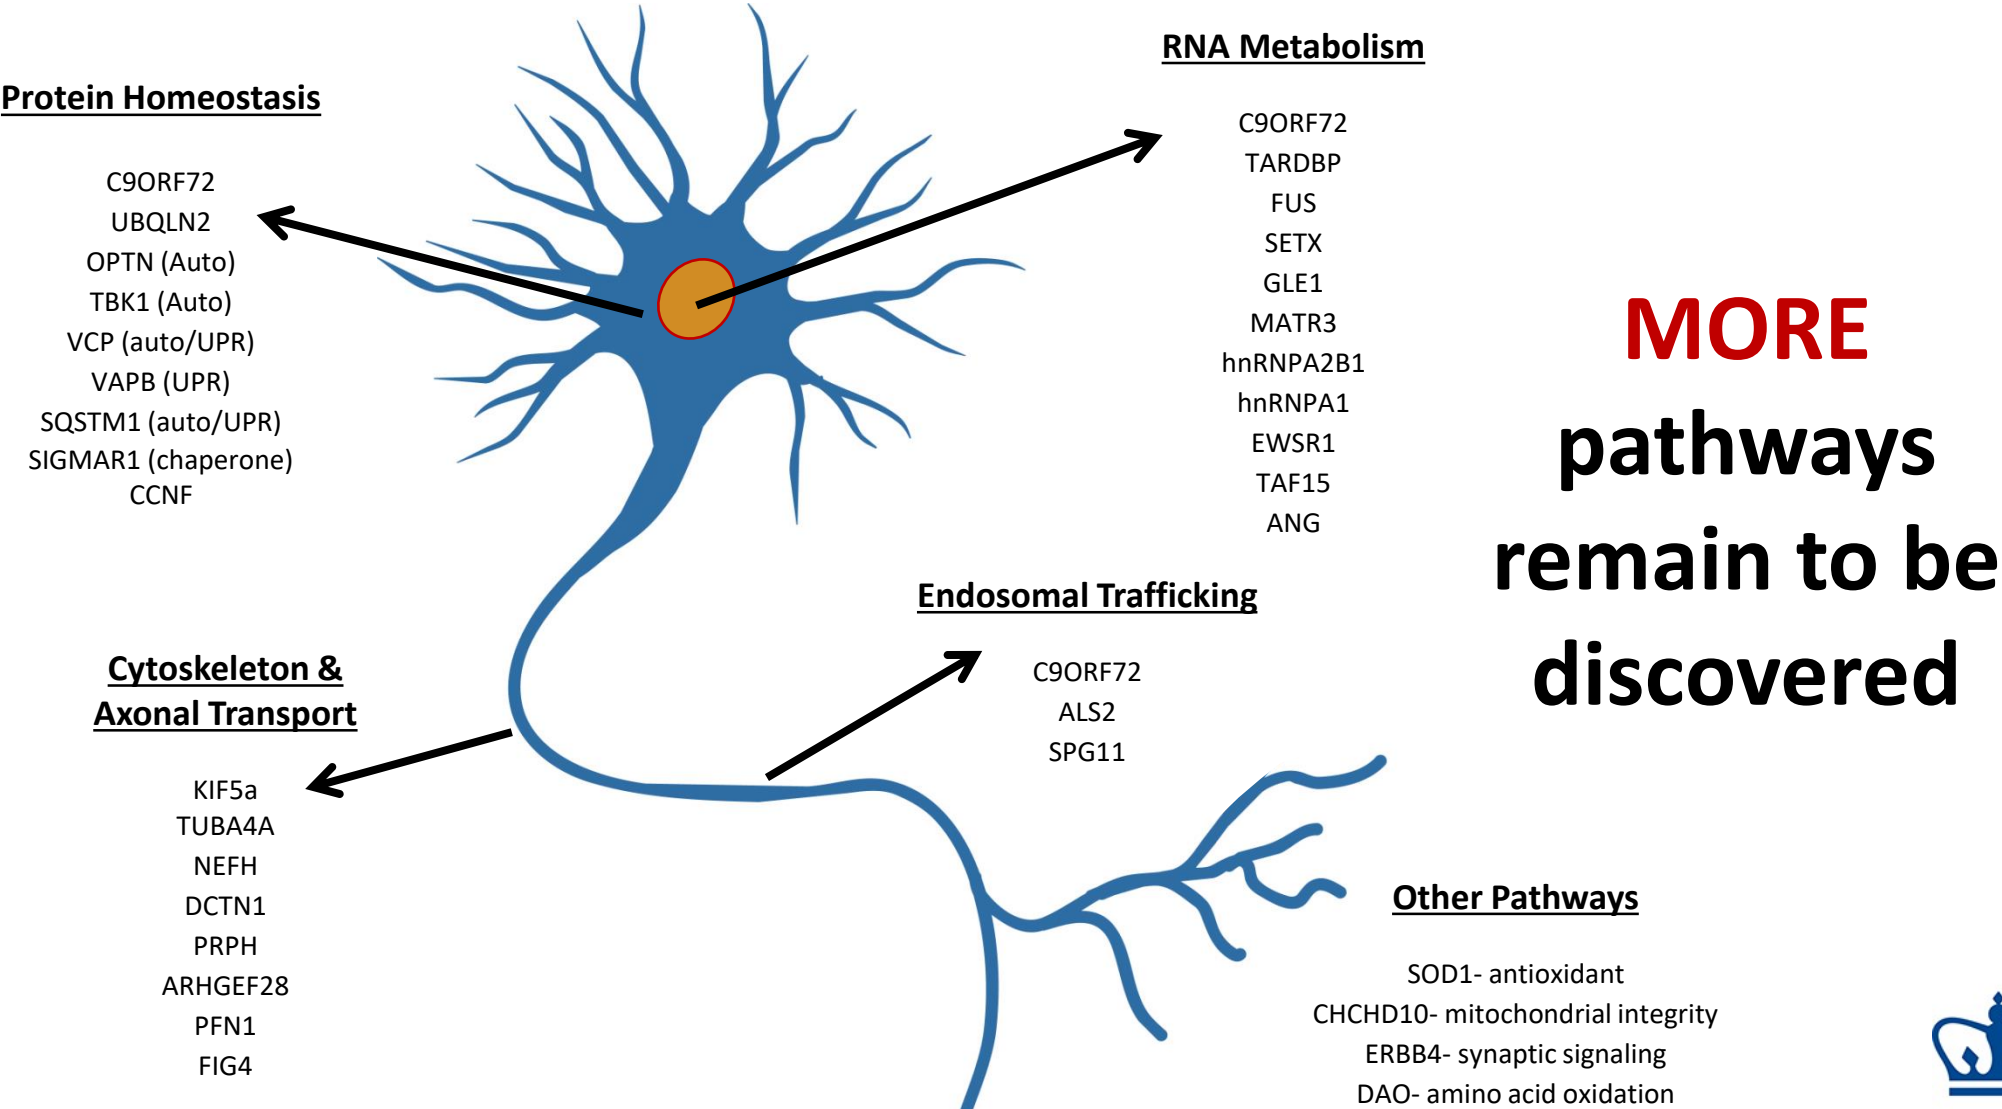 Protein Homeostasis
C9ORF72
UBQLN2
OPTN (Auto)
TBK1 (Auto)
VCP (auto/UPR)
VAPB (UPR)
SQSTM1 (auto/UPR)
SIGMAR1 (chaperone)
CCNF
RNA Metabolism
C9ORF72
TARDBP
FUS
SETX
GLE1
MATR3
hnRNPA2B1
hnRNPA1
EWSR1
TAF15
ANG
MORE
pathways
remain to be
discovered
Cytoskeleton &
Axonal Transport
KIF5a
TUBA4A
NEFH
DCTN1
PRPH
ARHGEF28
PFN1
FIG4
Endosomal Trafficking
C9ORF72
ALS2
SPG11
Other Pathways
SOD1- antioxidant
CHCHD10- mitochondrial integrity
ERBB4- synaptic signaling
DAO- amino acid oxidation